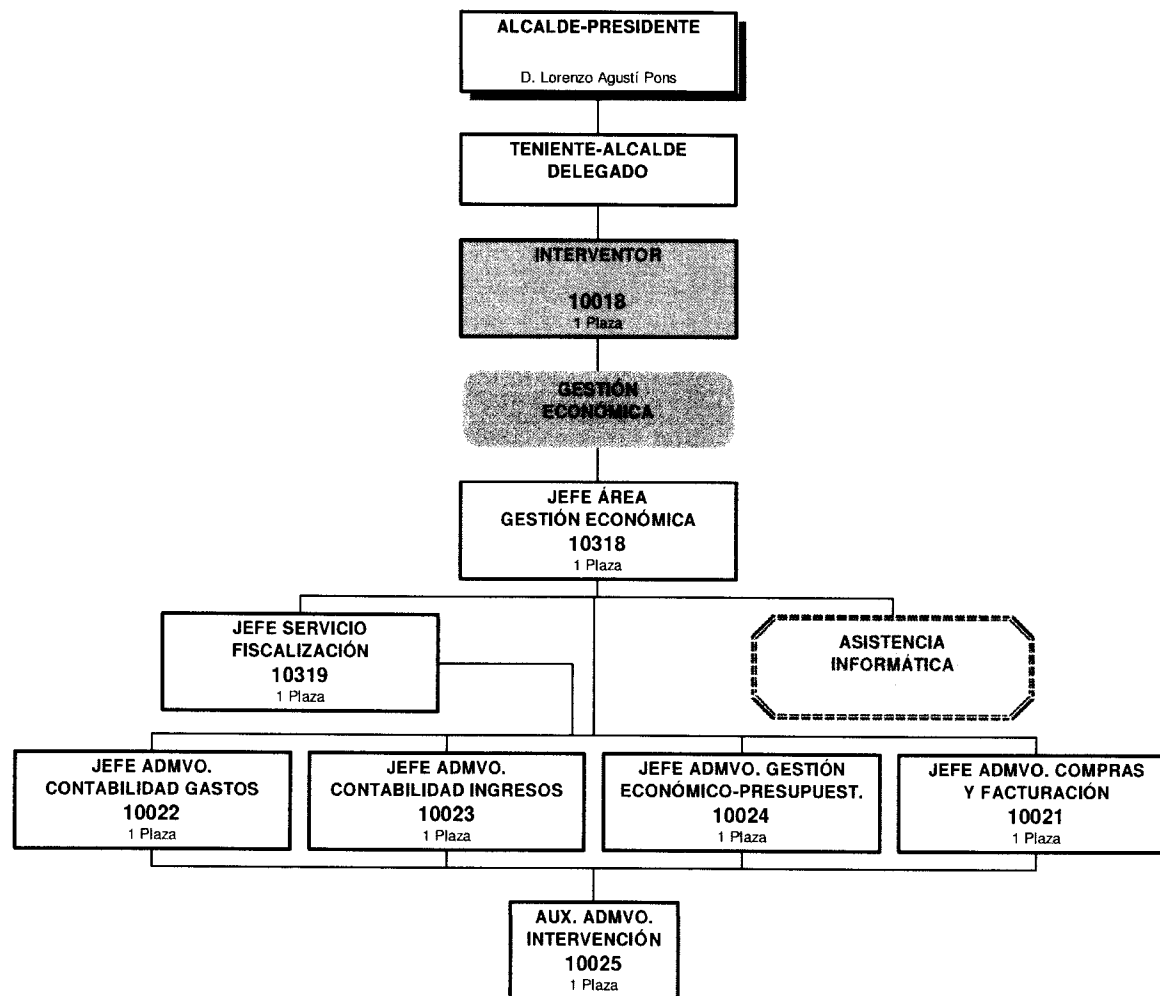 ALCALDE-PRESIDENTE
D. Lorenzo Agustí Pons
TENIENTE-ALCALDE
DELEGADO
INTERVENTOR
10018
1 Plaza
GESTIÓN
ECONÓMICA
JEFE ÁREA
GESTIÓN ECONÓMICA
10318
1 Plaza
JEFE SERVICIO
FISCALIZACIÓN
10319
1 Plaza
ASISTENCIA
INFORMÁTICA
JEFE ADMVO.
CONTABILIDAD GASTOS
10022
1 Plaza
JEFE ADMVO.
CONTABILIDAD INGRESOS
10023
1 Plaza
JEFE ADMVO. GESTIÓN
ECONÓMICO-PRESUPUEST.
10024
1 Plaza
JEFE ADMVO. COMPRAS
Y FACTURACIÓN
10021
1 Plaza
AUX. ADMVO.
INTERVENCIÓN
10025
1 Plaza